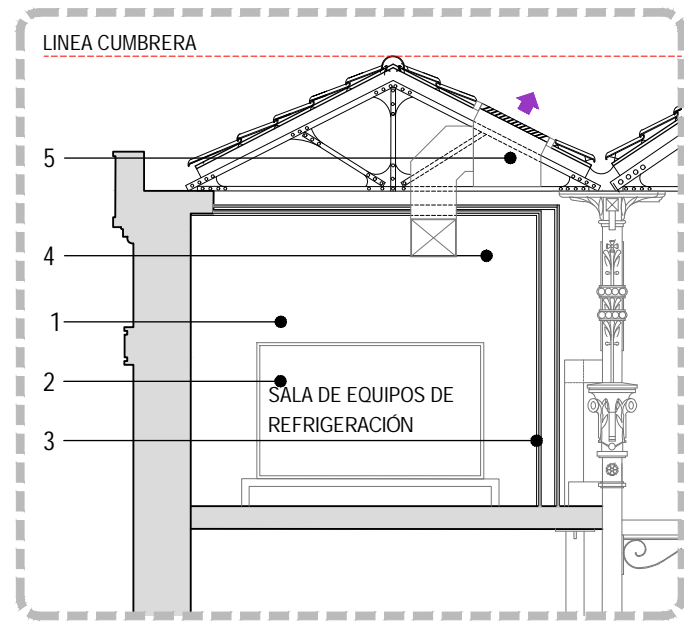 LINEA CUMBRERA
5
4
1
2
SALA DE EQUIPOS DE
REFRIGERACIÓN
3